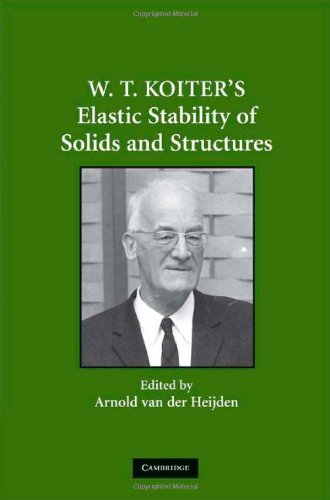 W. T. KOITER'S
Elastic Stability of
Solids and Structures
Edited by
Arnold van der Heijden
CAMBRIDGE